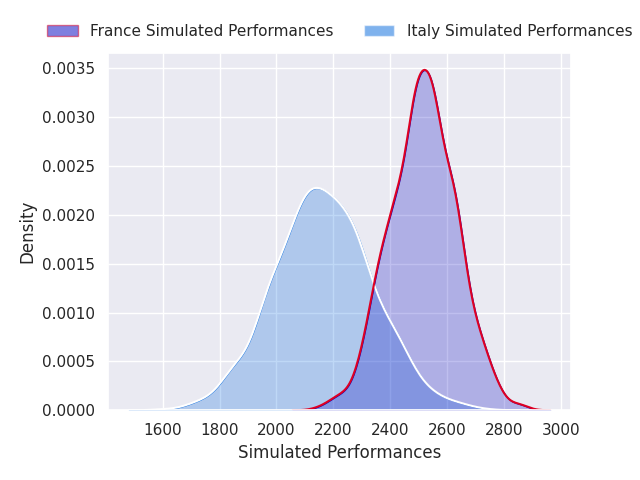 France Simulated Performances Italy Simulated Performances
0.0035
0.0030
0.0025
0.0020
0.0015
0.0010
0.0005
0.0000
Density
1600 1800 2000 2200 2400 2600 2800 3000
Simulated Performances